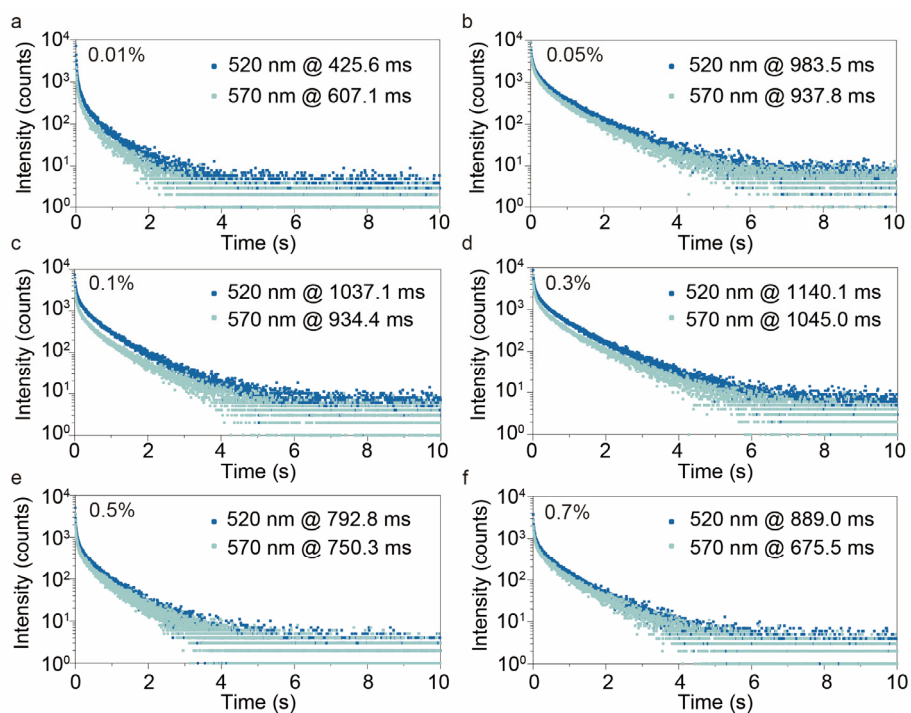 a
0.01%
520 nm @ 425.6 ms
570 nm @ 607.1 ms
Intensity (counts)
10⁴
10³
10²
10¹
10⁰
0 2 4 6 8 10
Time (s)
b
0.05%
520 nm @ 983.5 ms
570 nm @ 937.8 ms
Intensity (counts)
10⁴
10³
10²
10¹
10⁰
0 2 4 6 8 10
Time (s)
c
0.1%
520 nm @ 1037.1 ms
570 nm @ 934.4 ms
Intensity (counts)
10⁴
10³
10²
10¹
10⁰
0 2 4 6 8 10
Time (s)
d
0.3%
520 nm @ 1140.1 ms
570 nm @ 1045.0 ms
Intensity (counts)
10⁴
10³
10²
10¹
10⁰
0 2 4 6 8 10
Time (s)
e
0.5%
520 nm @ 792.8 ms
570 nm @ 750.3 ms
Intensity (counts)
10⁴
10³
10²
10¹
10⁰
0 2 4 6 8 10
Time (s)
f
0.7%
520 nm @ 889.0 ms
570 nm @ 675.5 ms
Intensity (counts)
10⁴
10³
10²
10¹
10⁰
0 2 4 6 8 10
Time (s)